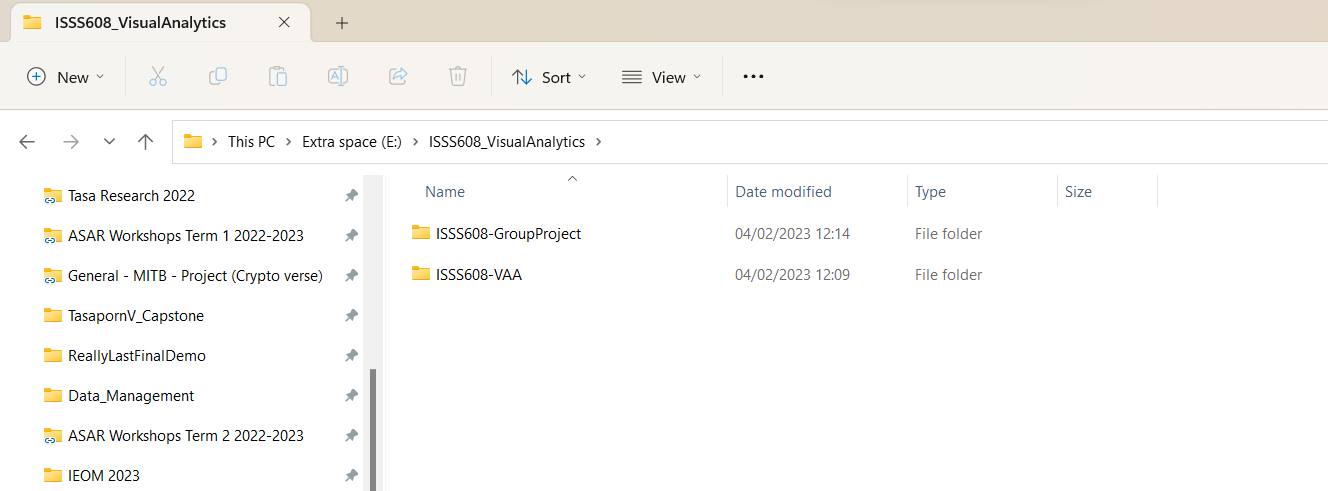 ISSS608_VisualAnalytics
New
Sort
View
This PC > Extra space (E:) > ISSS608_VisualAnalytics >
Name Date modified Type Size
Tasa Research 2022
ASAR Workshops Term 1 2022-2023
General - MITB - Project (Crypto verse)
TasapornV_Capstone
ReallyLastFinalDemo
Data_Management
ASAR Workshops Term 2 2022-2023
IEOM 2023
ISSS608-GroupProject 04/02/2023 12:14 File folder
ISSS608-VAA 04/02/2023 12:09 File folder